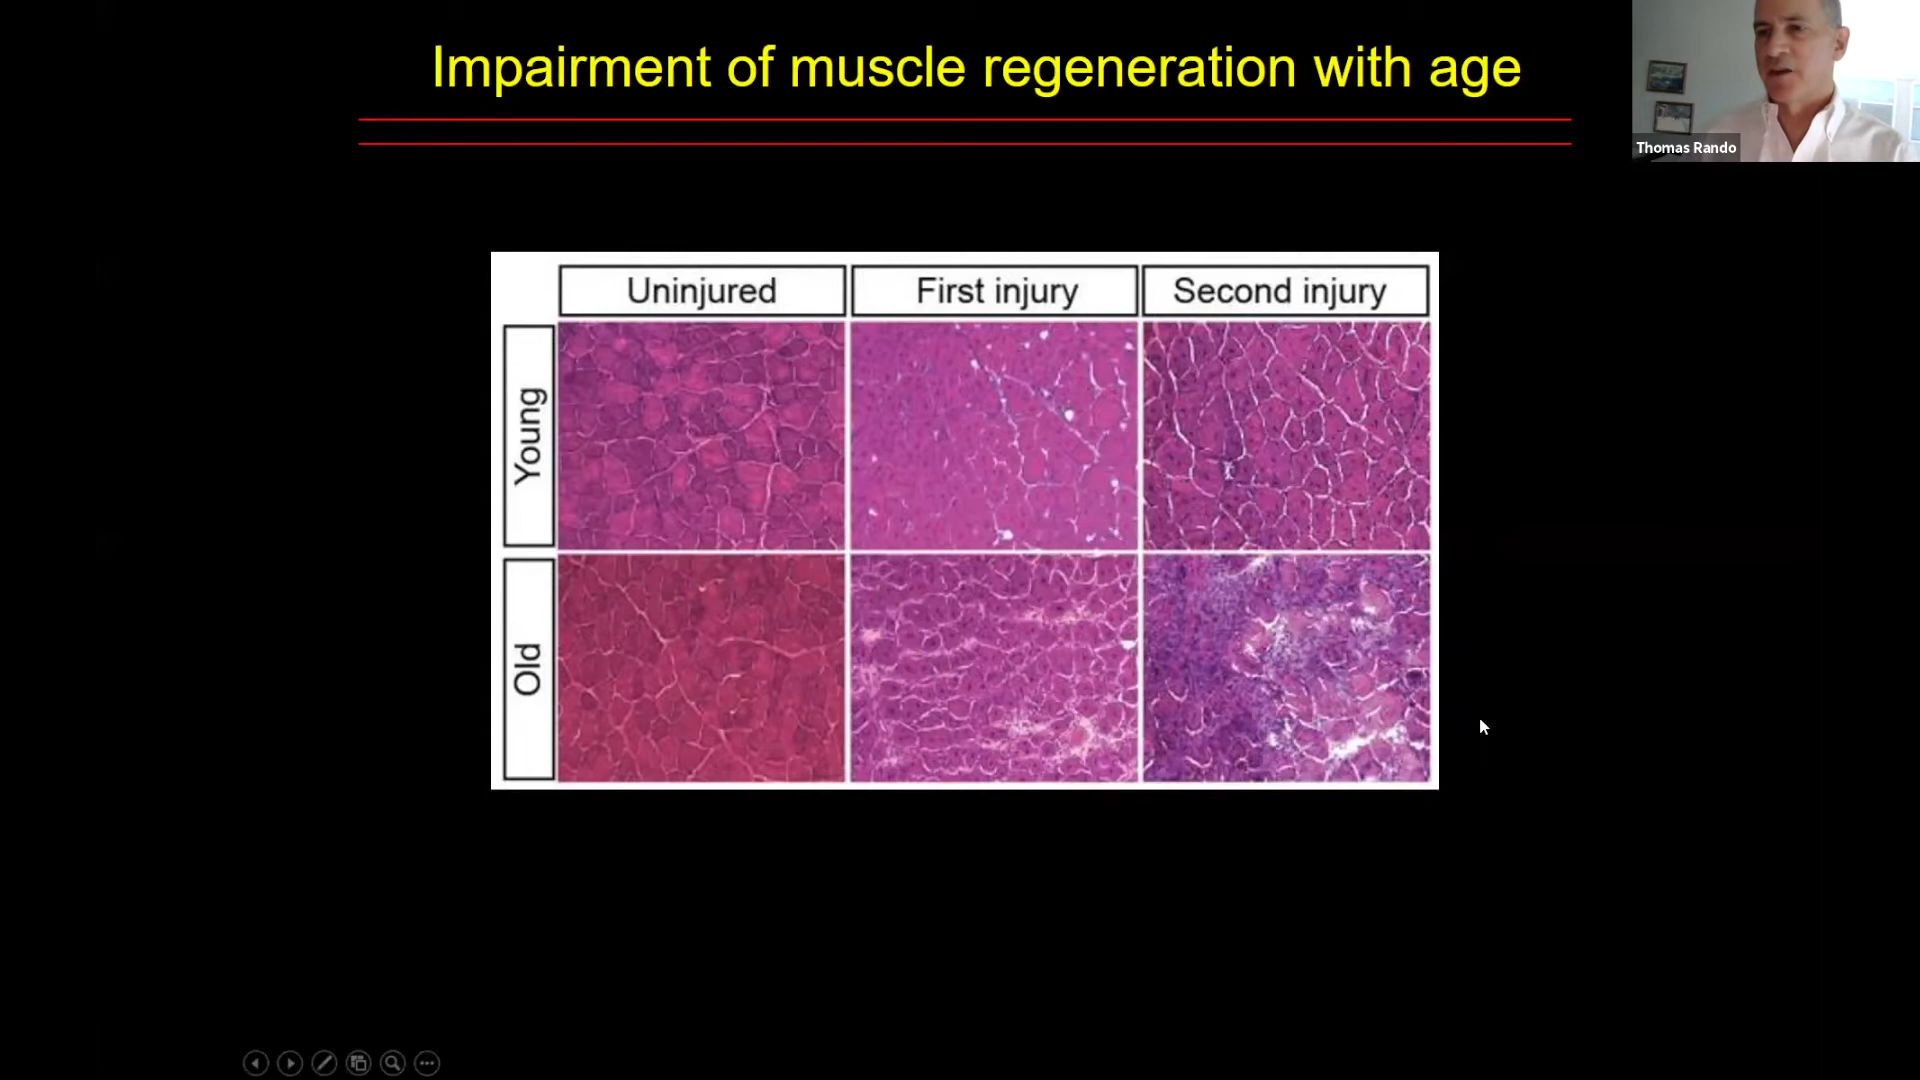 Impairment of muscle regeneration with age
Thomas Rando
Uninjured
First injury
Second injury
Young
Old